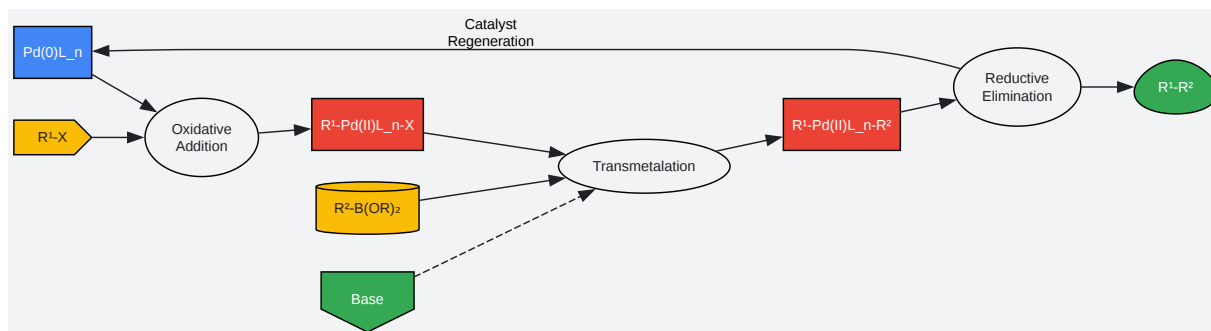 Catalyst
Regeneration
Pd(0)L_n
R¹-X
Oxidative
Addition
R¹-Pd(II)L_n-X
R²-B(OR)₂
Base
Transmetalation
R¹-Pd(II)L_n-R²
Reductive
Elimination
R¹-R²